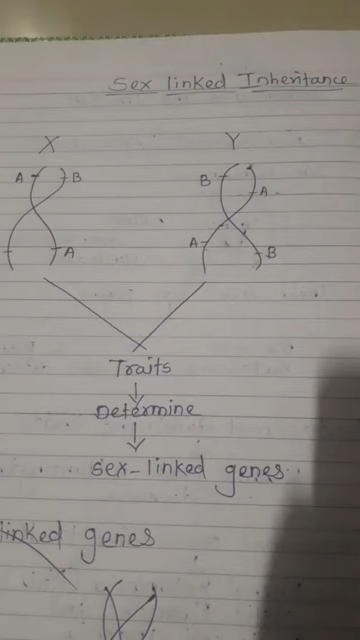 Sex linked Inheritance
X Y
A B B A
A A B
Traits
Determine
sex-linked genes
linked genes